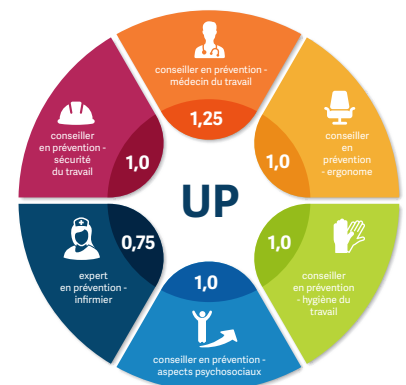 conseiller en prévention -
médecin du travail
1,25
conseiller
en
prévention
- ergonome
1,0
conseiller
en prévention
- hygiène du
travail
1,0
conseiller en prévention -
aspects psychosociaux
1,0
expert
en prévention -
infirmier
0,75
conseiller
en prévention -
sécurité
du travail
1,0
UP